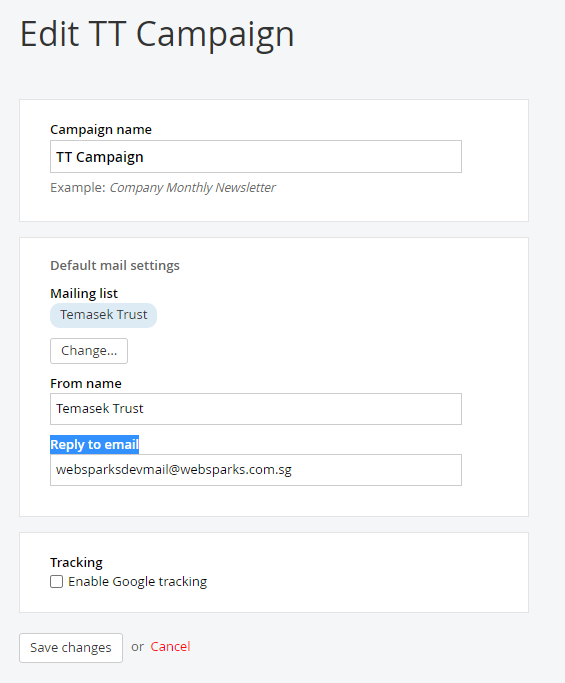 Edit TT Campaign
Campaign name
TT Campaign
Example: Company Monthly Newsletter
Default mail settings
Mailing list
Temasek Trust
Change...
From name
Temasek Trust
Reply to email
websparksdevmail@websparks.com.sg
Tracking
Enable Google tracking
Save changes or Cancel